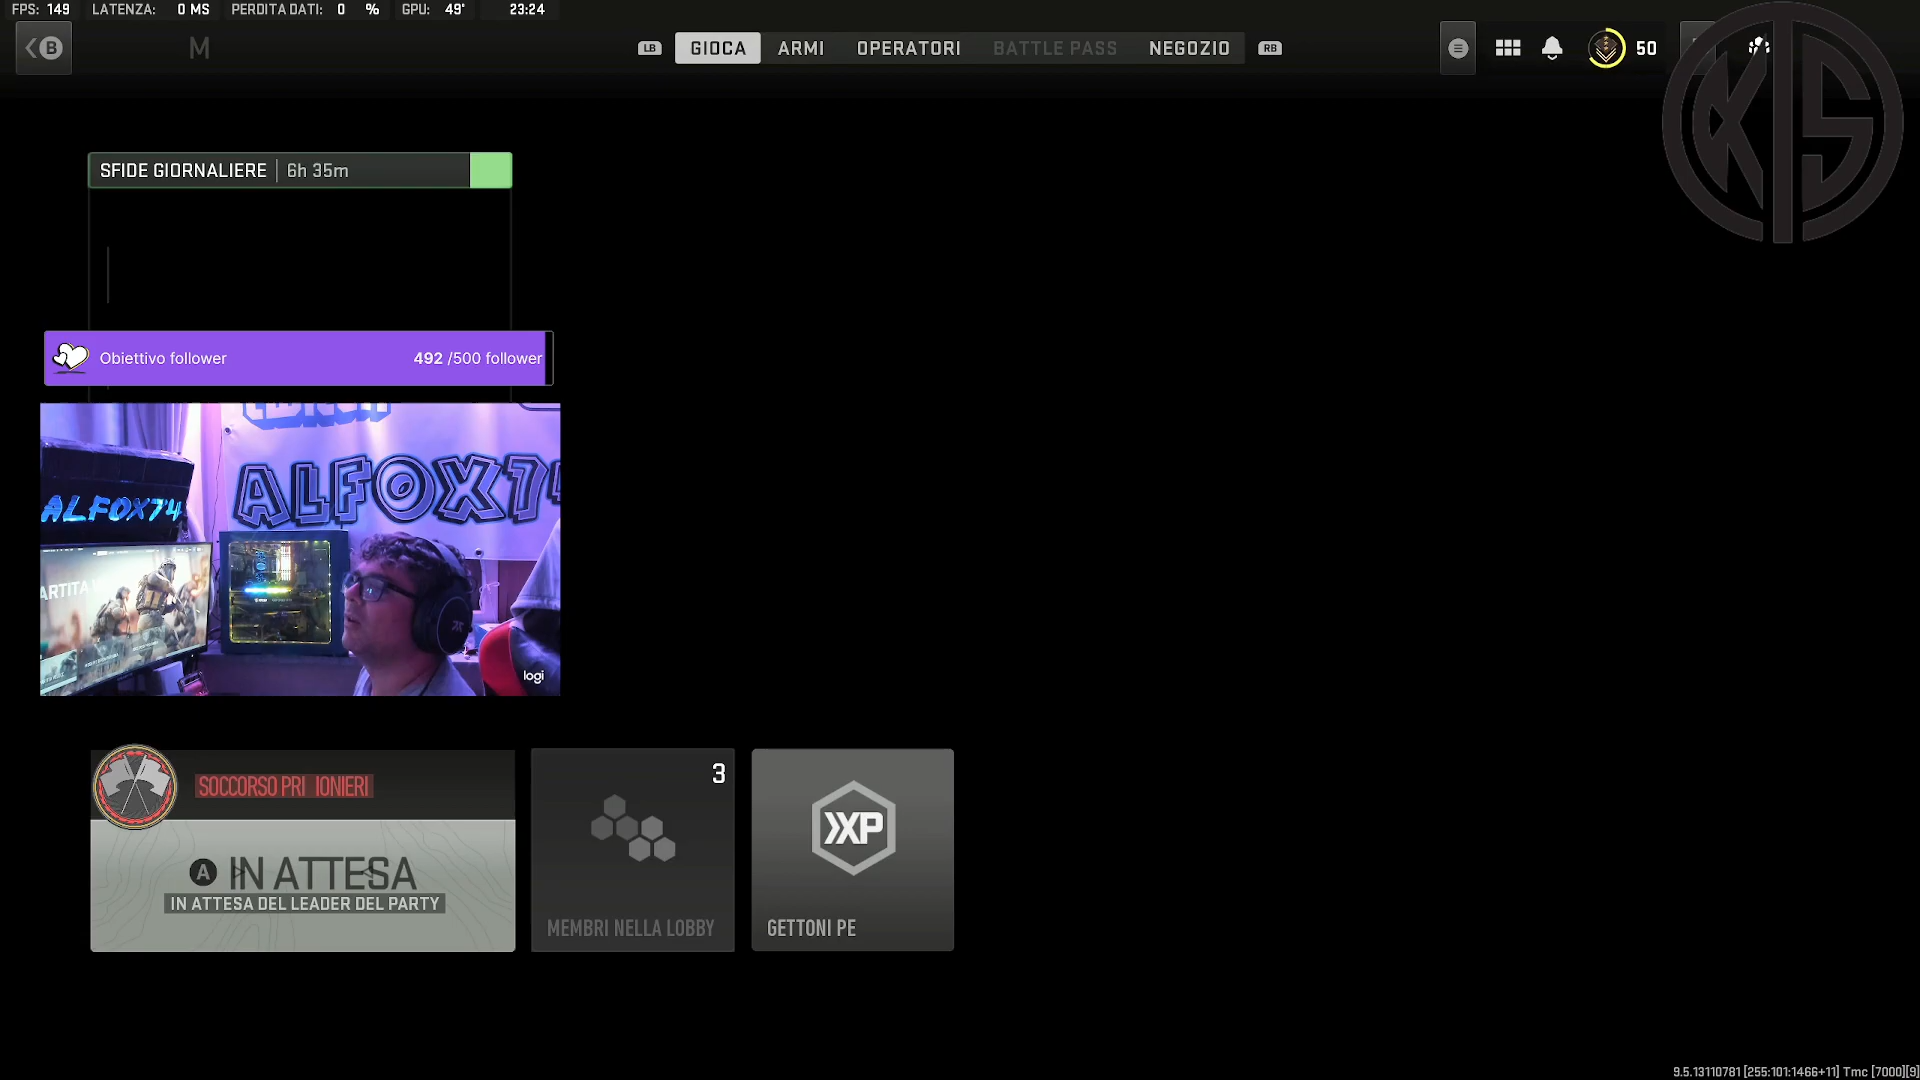 FPS: 149 LATENZA: 0 MS PERDITA DATI: 0 % GPU: 49° 23:24
B M LB GIOCA ARMI OPERATORI BATTLE PASS NEGOZIO RB 50
KIS
SFIDE GIORNALIERE 6h 35m
Obiettivo follower 492 /500 follower
ALFOX74
ALFOX74
ARTITA
logi
3
SOCCORSO PRI IONIERI
XP
A IN ATTESA
IN ATTESA DEL LEADER DEL PARTY
MEMBRI NELLA LOBBY
GETTONI PE
9.5.13110781 [255:101:1466+11] Tmc [7000][9]